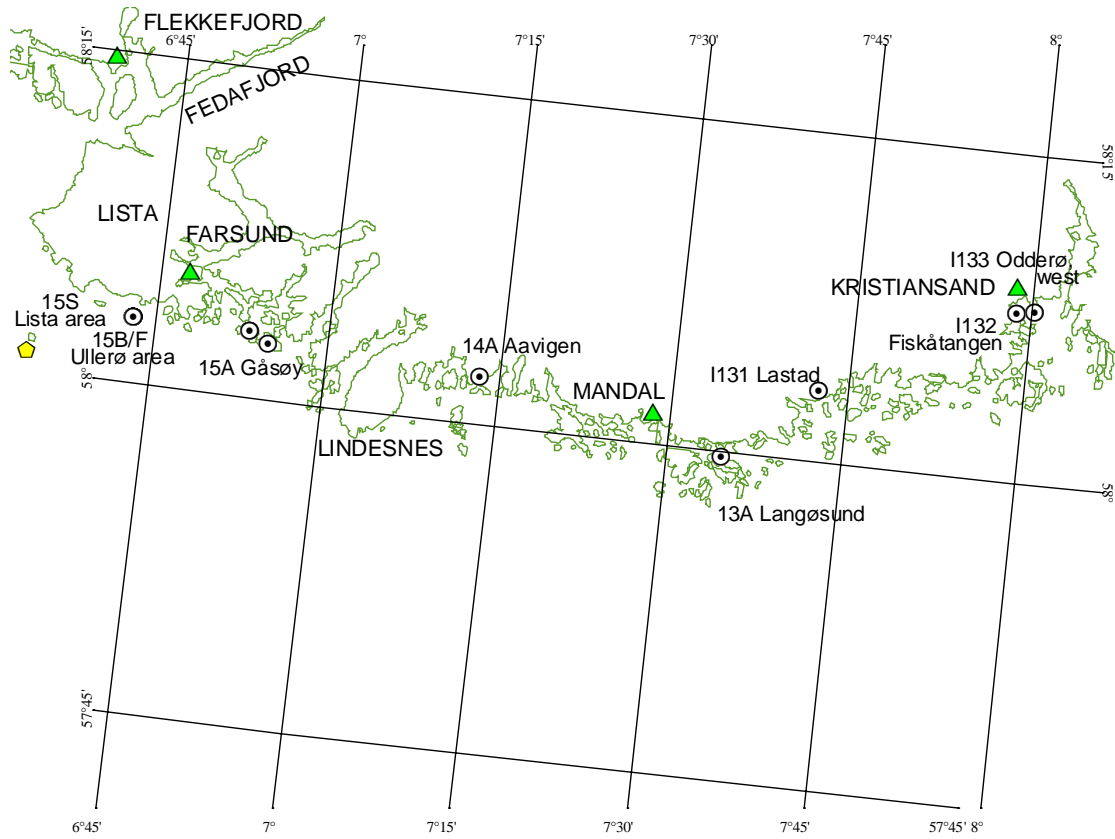 FLEKKEFJORD
58°15'
6°45'
7°
7°15'
7°30'
7°45'
8°
FEDAFJORD
58°15'
LISTA
FARSUND
I133 Odderø,
west
KRISTIANSAND
15S
Lista area
15B/F
Ullerø area
I132
Fiskåtangen
14A Aavigen
15A Gåsøy
I131 Lastad
MANDAL
58°
LINDESNES
58°
13A Langøsund
57°45'
6°45'
7°
7°15'
7°30'
7°45'
57°45'
8°